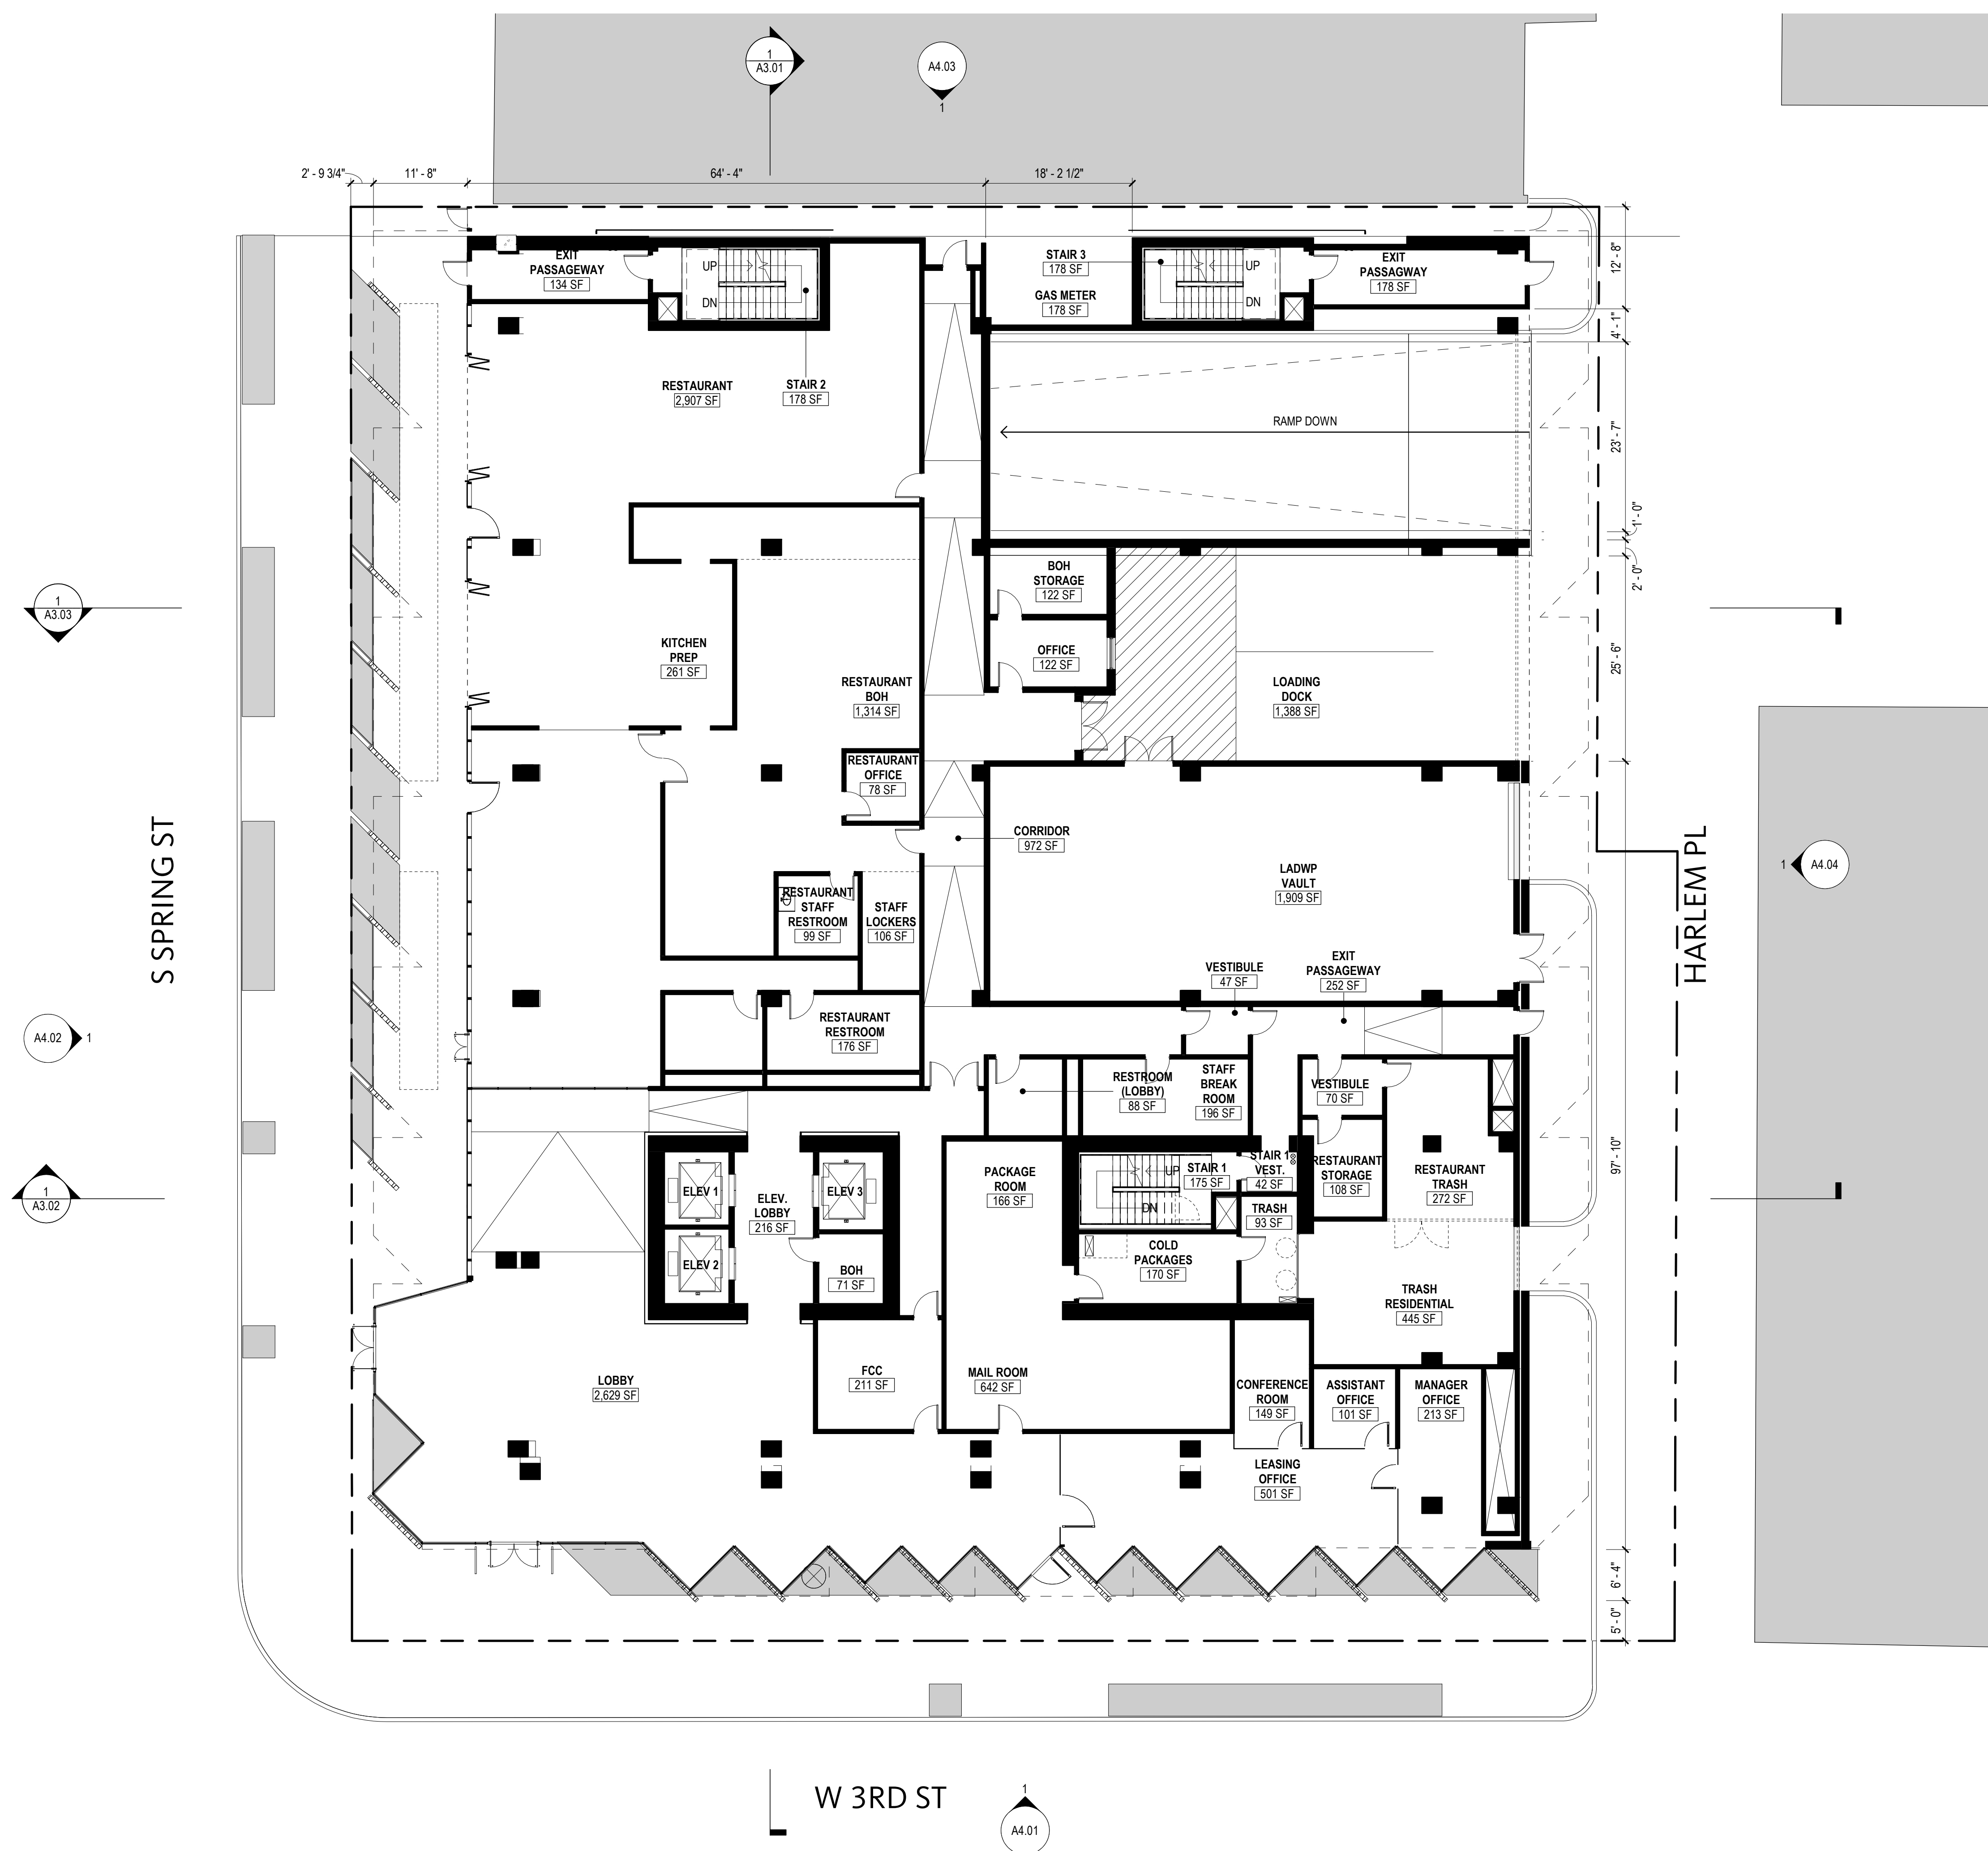 1
A3.01
A4.03
1
2' - 9 3/4"
11' - 8"
64' - 4"
18' - 2 1/2"
EXIT
PASSAGEWAY
134 SF
UP
DN
STAIR 3
178 SF
GAS METER
178 SF
UP
DN
EXIT
PASSAGWAY
178 SF
12' - 8"
4' - 1"
RESTAURANT
2,907 SF
STAIR 2
178 SF
RAMP DOWN
23' - 7"
1' - 0"
2' - 0"
1
A3.03
BOH
STORAGE
122 SF
KITCHEN
PREP
261 SF
OFFICE
122 SF
RESTAURANT
BOH
1,314 SF
LOADING
DOCK
1,388 SF
25' - 6"
RESTAURANT
OFFICE
78 SF
CORRIDOR
972 SF
S SPRING ST
HARLEM PL
1
A4.04
LADWP
VAULT
1,909 SF
RESTAURANT
STAFF
RESTROOM
99 SF
STAFF
LOCKERS
106 SF
VESTIBULE
47 SF
EXIT
PASSAGEWAY
252 SF
A4.02
1
RESTAURANT
RESTROOM
176 SF
RESTROOM
(LOBBY)
88 SF
STAFF
BREAK
ROOM
196 SF
VESTIBULE
70 SF
97' - 10"
1
A3.02
ELEV 1
ELEV.
LOBBY
216 SF
ELEV 3
PACKAGE
ROOM
166 SF
UP
DN
STAIR 1
175 SF
STAIR 1
VEST.
42 SF
RESTAURANT
STORAGE
108 SF
RESTAURANT
TRASH
272 SF
TRASH
93 SF
ELEV 2
BOH
71 SF
COLD
PACKAGES
170 SF
TRASH
RESIDENTIAL
445 SF
LOBBY
2,629 SF
FCC
211 SF
MAIL ROOM
642 SF
CONFERENCE
ROOM
149 SF
ASSISTANT
OFFICE
101 SF
MANAGER
OFFICE
213 SF
LEASING
OFFICE
501 SF
6' - 4"
5' - 0"
W 3RD ST
1
A4.01